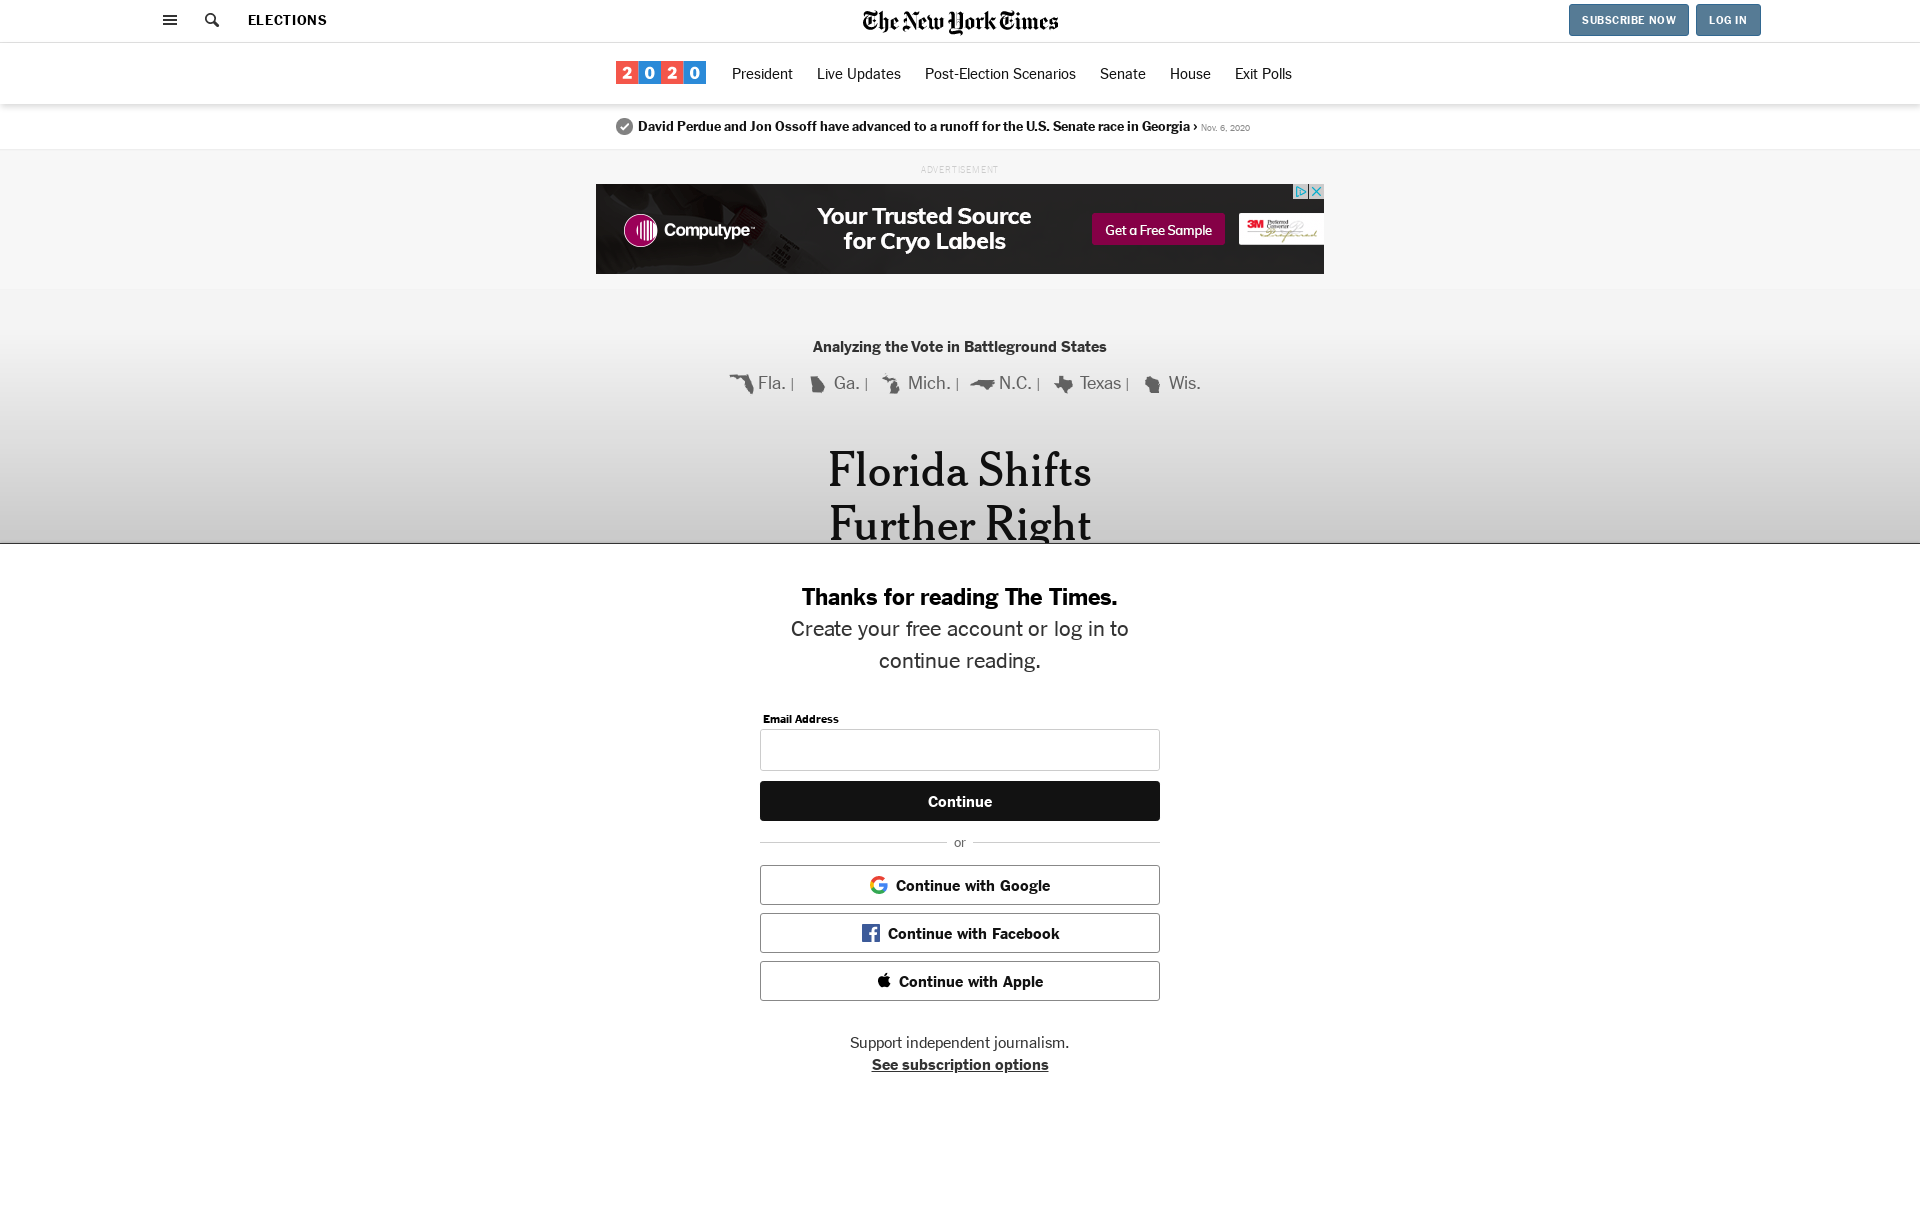 ELECTIONS
The New York Times
SUBSCRIBE NOW
LOG IN
2020
President
Live Updates
Post-Election Scenarios
Senate
House
Exit Polls
David Perdue and Jon Ossoff have advanced to a runoff for the U.S. Senate race in Georgia › Nov. 6, 2020
ADVERTISEMENT
Computype™
Your Trusted Source
for Cryo Labels
Get a Free Sample
3M Preferred
Converter
Preferred
Analyzing the Vote in Battleground States
Fla. | Ga. | Mich. | N.C. | Texas | Wis.
Florida Shifts
Further Right
Thanks for reading The Times.
Create your free account or log in to
continue reading.
Email Address
Continue
or
Continue with Google
Continue with Facebook
Continue with Apple
Support independent journalism.
See subscription options